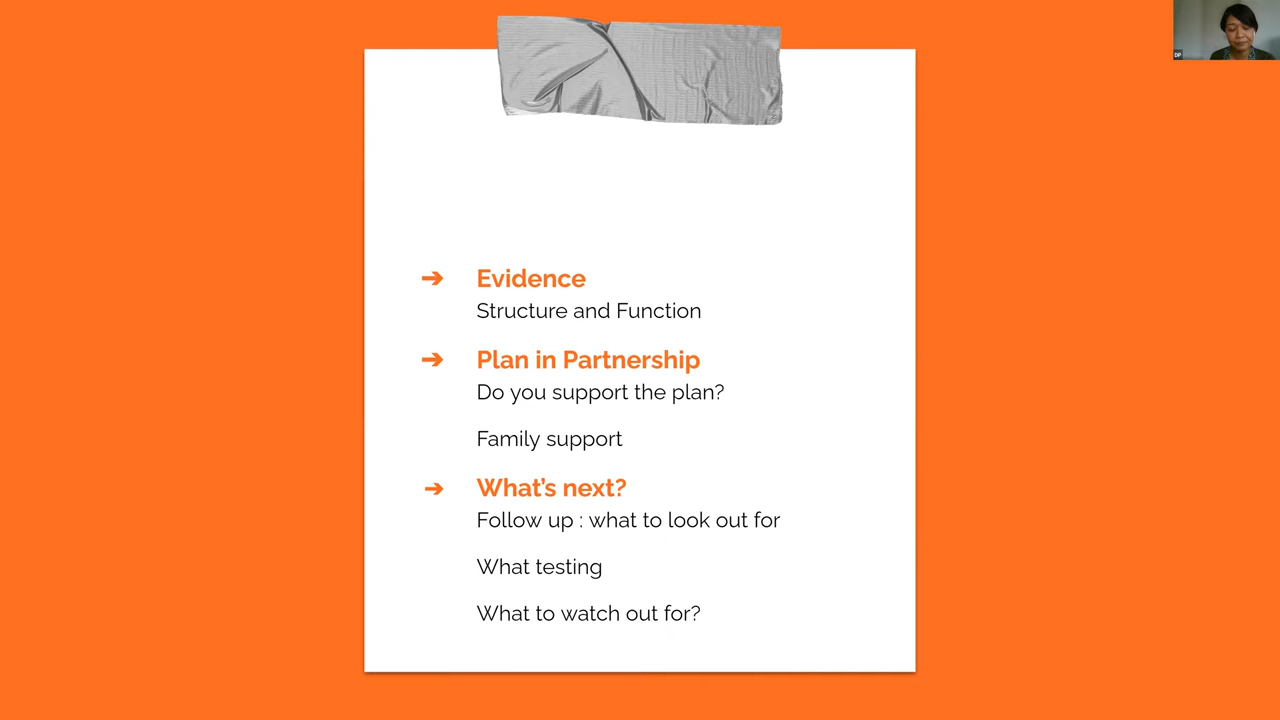 DP
➔ Evidence
Structure and Function
➔ Plan in Partnership
Do you support the plan?
Family support
➔ What's next?
Follow up : what to look out for
What testing
What to watch out for?